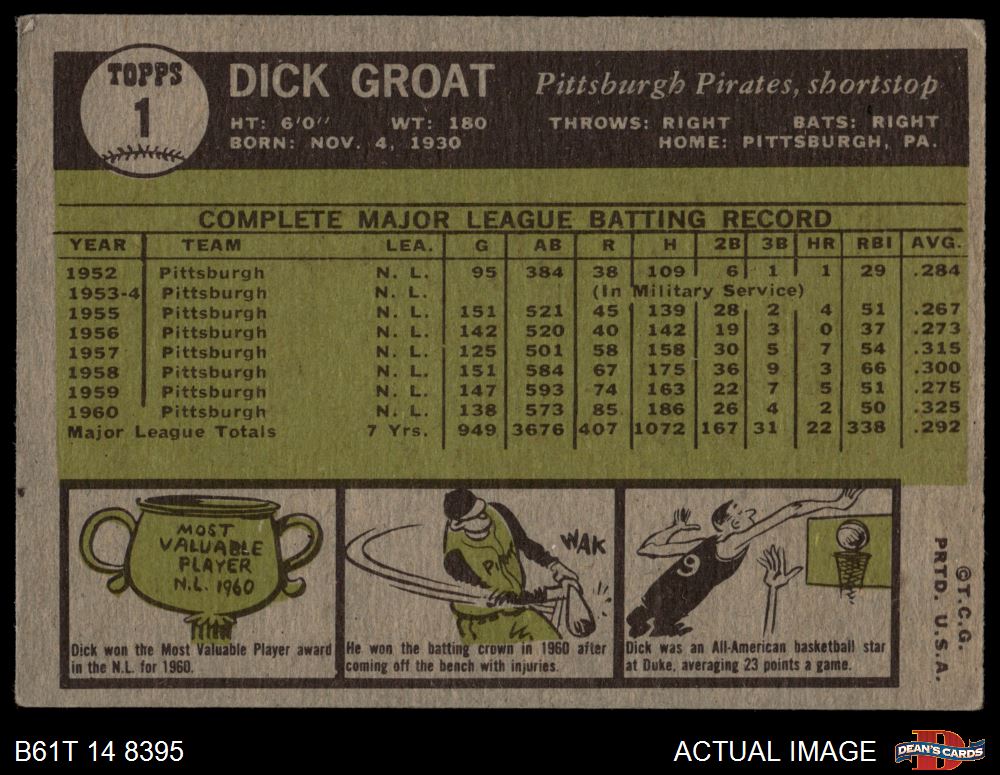 TOPPS
1
DICK GROAT Pittsburgh Pirates, shortstop
HT: 6'0" WT: 180 THROWS: RIGHT BATS: RIGHT
BORN: NOV. 4, 1930 HOME: PITTSBURGH, PA.
COMPLETE MAJOR LEAGUE BATTING RECORD
YEAR TEAM LEA. G AB R H 2B 3B HR RBI AVG.
1952 Pittsburgh N. L. 95 384 38 109 6 1 1 29 .284
1953-4 Pittsburgh N. L. (In Military Service)
1955 Pittsburgh N. L. 151 521 45 139 28 2 4 51 .267
1956 Pittsburgh N. L. 142 520 40 142 19 3 0 37 .273
1957 Pittsburgh N. L. 125 501 58 158 30 5 7 54 .315
1958 Pittsburgh N. L. 151 584 67 175 36 9 3 66 .300
1959 Pittsburgh N. L. 147 593 74 163 22 7 5 51 .275
1960 Pittsburgh N. L. 138 573 85 186 26 4 2 50 .325
Major League Totals 7 Yrs. 949 3676 407 1072 167 31 22 338 .292
MOST
VALUABLE
PLAYER
N.L. 1960
Dick won the Most Valuable Player award
in the N.L. for 1960.
WAK
PI
He won the batting crown in 1960 after
coming off the bench with injuries.
9
Dick was an All-American basketball star
at Duke, averaging 23 points a game.
©T.C.G.
PRTD. U.S.A.
B61T 14 8395 ACTUAL IMAGE
DEAN'S CARDS